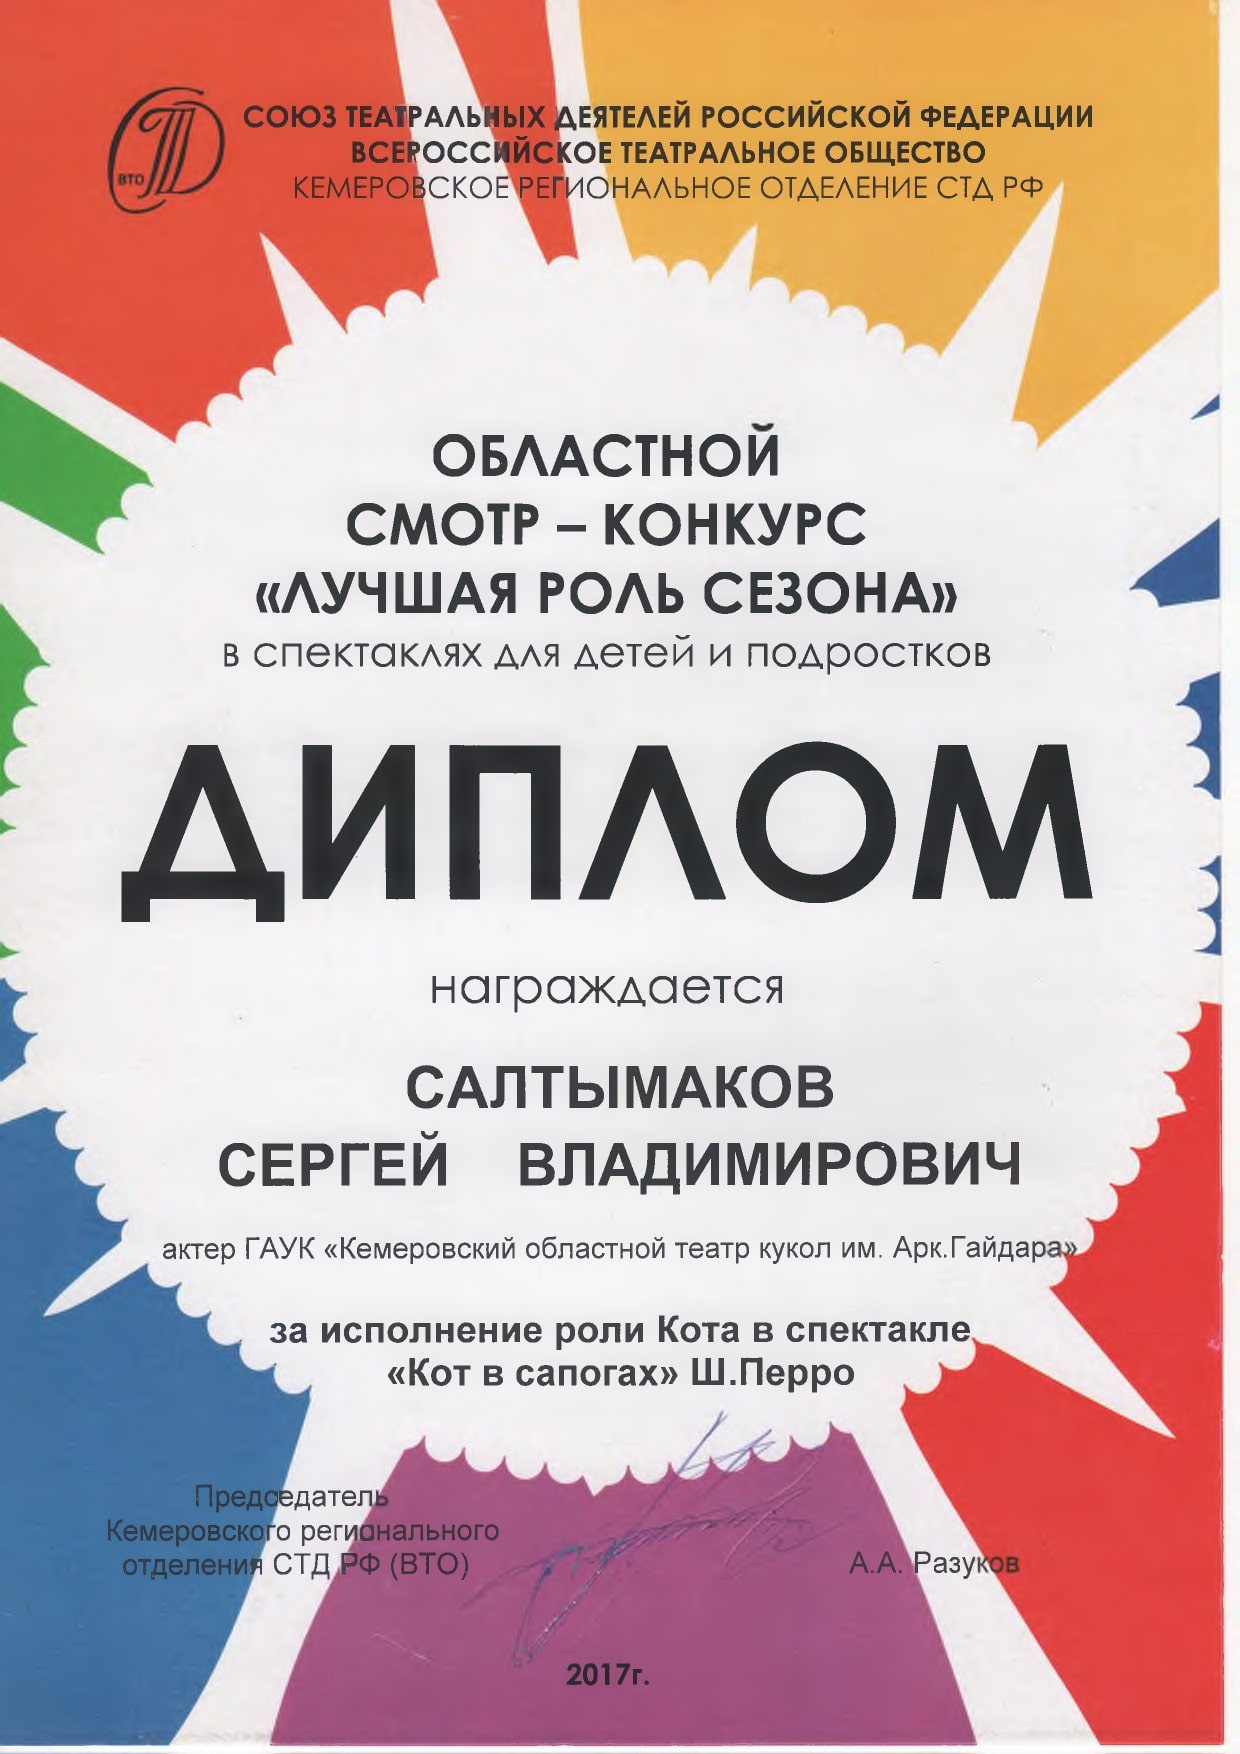 ВТО
СОЮЗ ТЕАТРАЛЬНЫХ ДЕЯТЕЛЕЙ РОССИЙСКОЙ ФЕДЕРАЦИИ
ВСЕРОССИЙСКОЕ ТЕАТРАЛЬНОЕ ОБЩЕСТВО
КЕМЕРОВСКОЕ РЕГИОНАЛЬНОЕ ОТДЕЛЕНИЕ СТД РФ
ОБЛАСТНОЙ
СМОТР – КОНКУРС
«ЛУЧШАЯ РОЛЬ СЕЗОНА»
в спектаклях для детей и подростков
ДИПЛОМ
награждается
САЛТЫМАКОВ
СЕРГЕЙ ВЛАДИМИРОВИЧ
актер ГАУК «Кемеровский областной театр кукол им. Арк.Гайдара»
за исполнение роли Кота в спектакле
«Кот в сапогах» Ш.Перро
Председатель
Кемеровского регионального
отделения СТД РФ (ВТО)
А.А. Разуков
2017г.